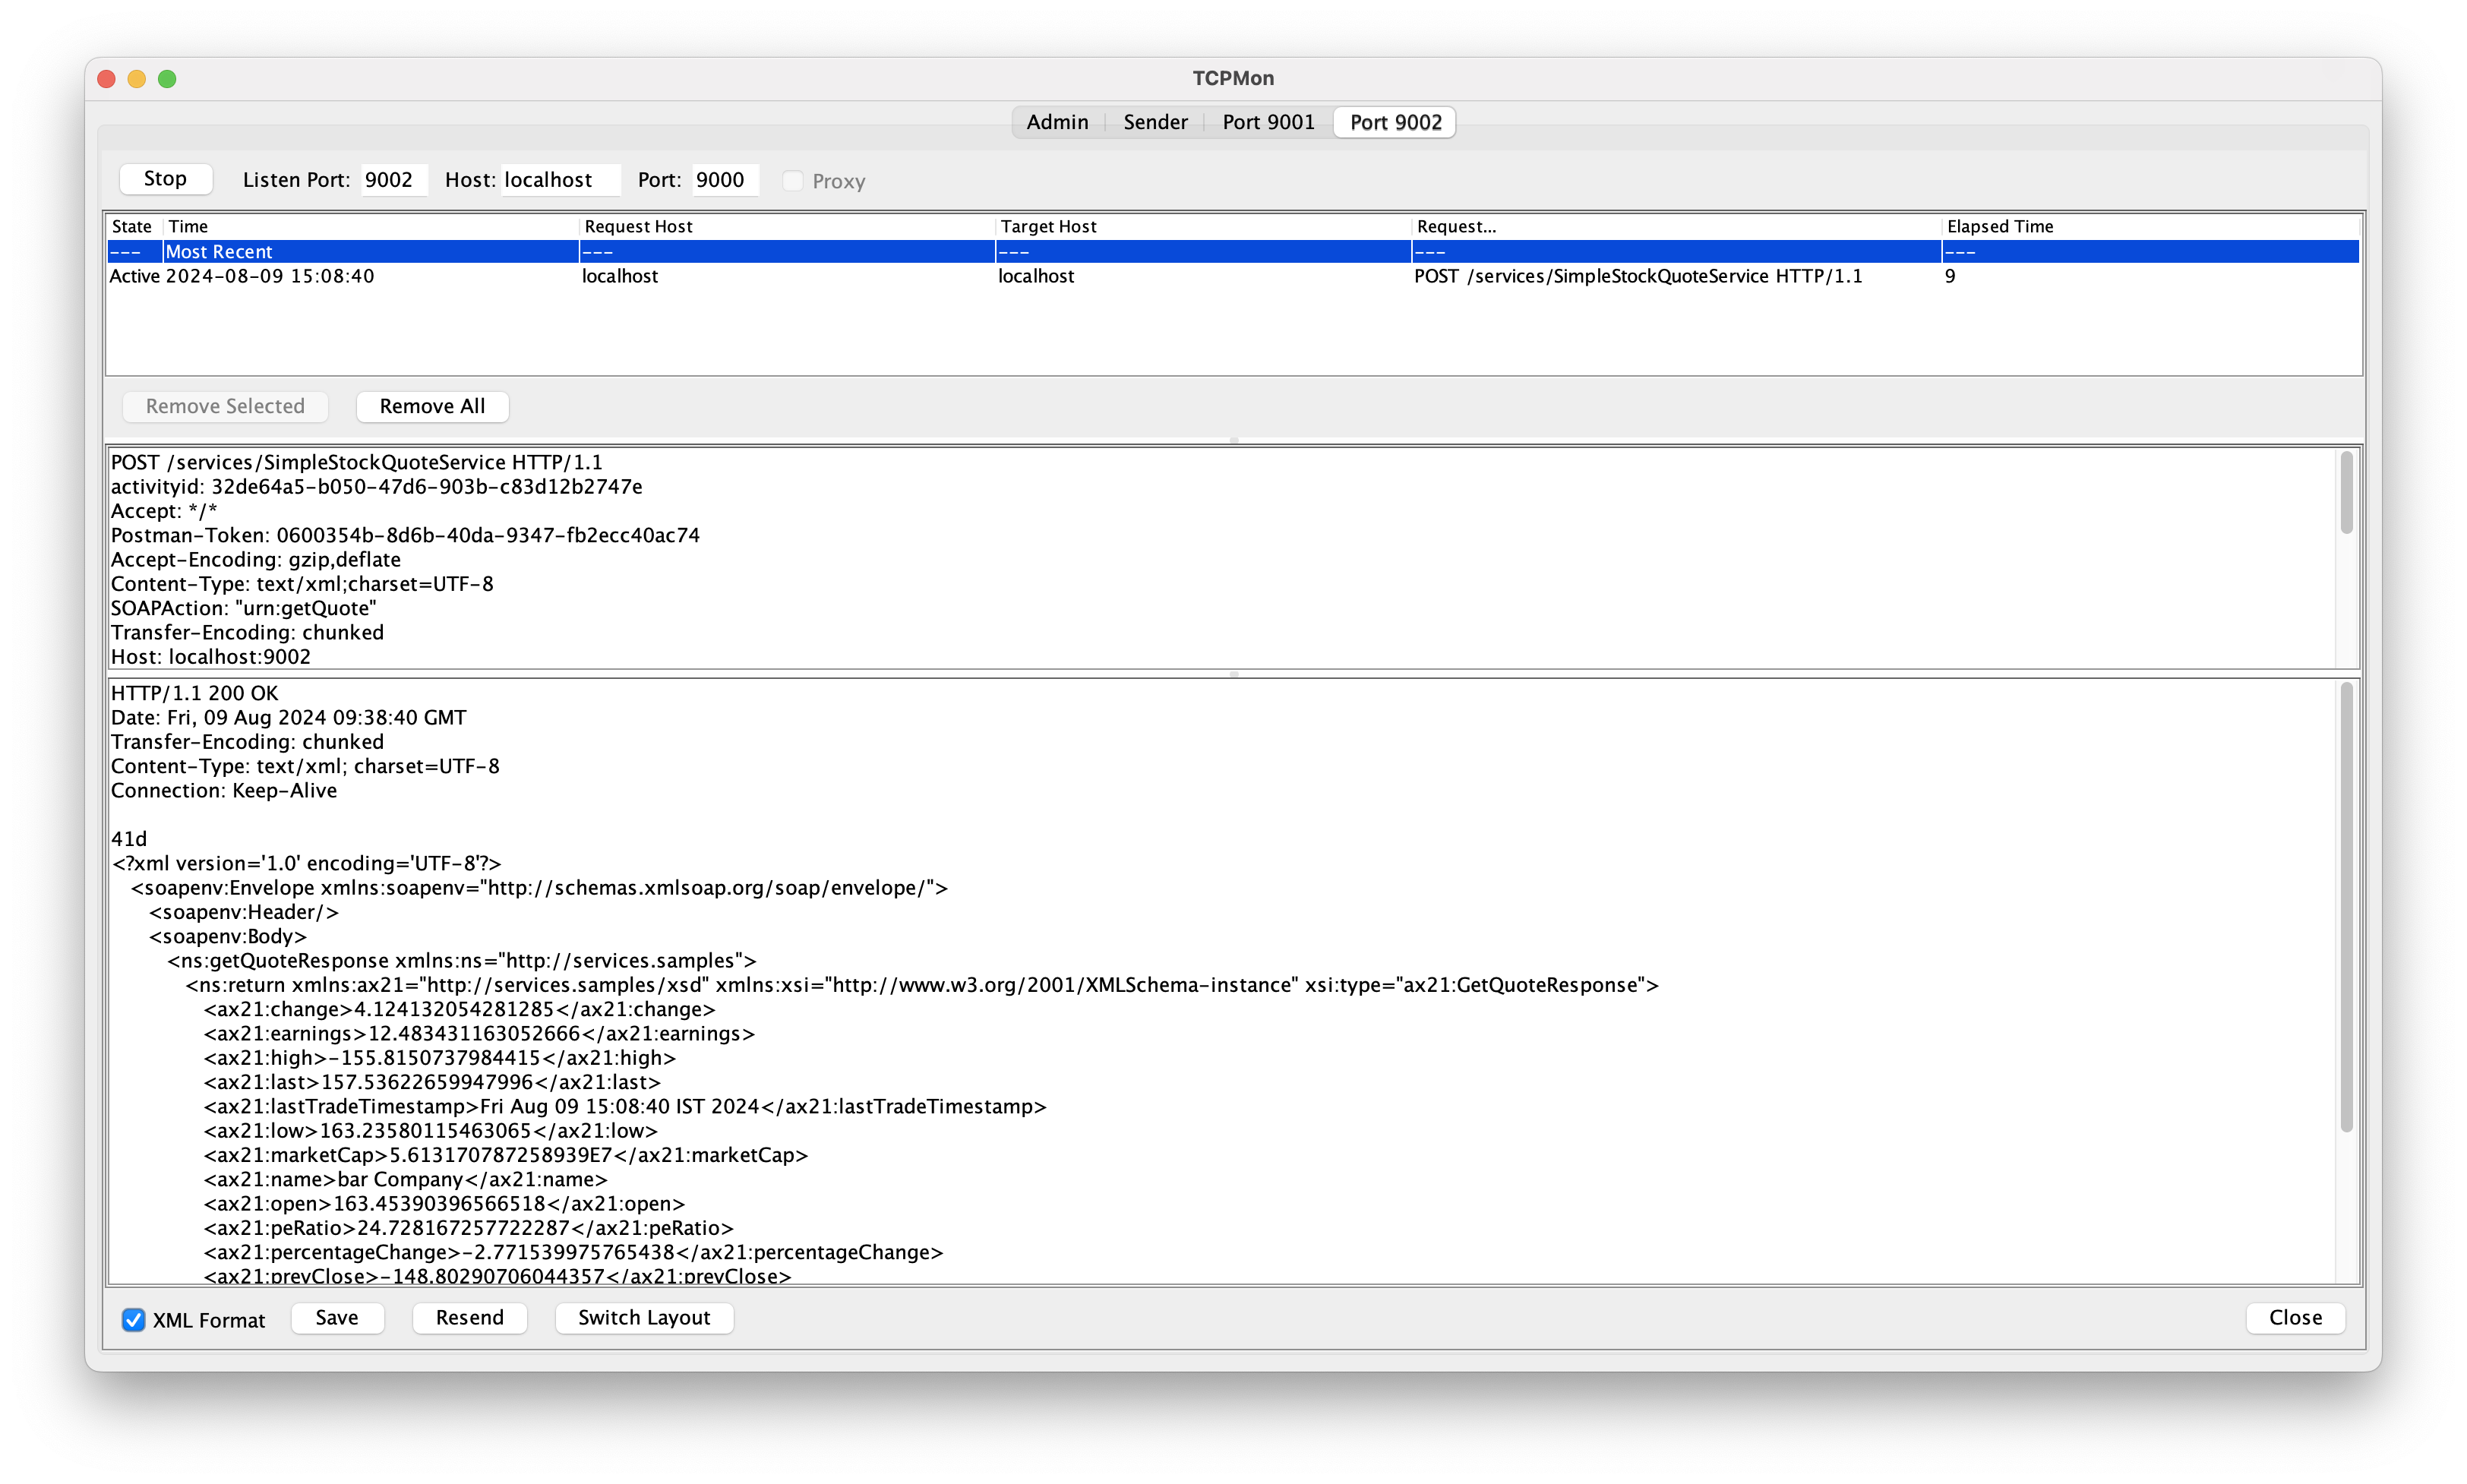 TCPMon
Admin Sender Port 9001 Port 9002
Stop Listen Port: 9002 Host: localhost Port: 9000 Proxy
State Time Request Host Target Host Request... Elapsed Time
--- Most Recent --- --- --- ---
Active 2024-08-09 15:08:40 localhost localhost POST /services/SimpleStockQuoteService HTTP/1.1 9
Remove Selected Remove All
POST /services/SimpleStockQuoteService HTTP/1.1
activityid: 32de64a5-b050-47d6-903b-c83d12b2747e
Accept: */*
Postman-Token: 0600354b-8d6b-40da-9347-fb2ecc40ac74
Accept-Encoding: gzip,deflate
Content-Type: text/xml;charset=UTF-8
SOAPAction: "urn:getQuote"
Transfer-Encoding: chunked
Host: localhost:9002
HTTP/1.1 200 OK
Date: Fri, 09 Aug 2024 09:38:40 GMT
Transfer-Encoding: chunked
Content-Type: text/xml; charset=UTF-8
Connection: Keep-Alive
41d
<?xml version='1.0' encoding='UTF-8'?>
<soapenv:Envelope xmlns:soapenv="http://schemas.xmlsoap.org/soap/envelope/">
<soapenv:Header/>
<soapenv:Body>
<ns:getQuoteResponse xmlns:ns="http://services.samples">
<ns:return xmlns:ax21="http://services.samples/xsd" xmlns:xsi="http://www.w3.org/2001/XMLSchema-instance" xsi:type="ax21:GetQuoteResponse">
<ax21:change>4.124132054281285</ax21:change>
<ax21:earnings>12.483431163052666</ax21:earnings>
<ax21:high>-155.8150737984415</ax21:high>
<ax21:last>157.53622659947996</ax21:last>
<ax21:lastTradeTimestamp>Fri Aug 09 15:08:40 IST 2024</ax21:lastTradeTimestamp>
<ax21:low>163.23580115463065</ax21:low>
<ax21:marketCap>5.613170787258939E7</ax21:marketCap>
<ax21:name>bar Company</ax21:name>
<ax21:open>163.45390396566518</ax21:open>
<ax21:peRatio>24.728167257722287</ax21:peRatio>
<ax21:percentageChange>-2.771539975765438</ax21:percentageChange>
<ax21:prevClose>-148.80290706044357</ax21:prevClose>
XML Format Save Resend Switch Layout Close